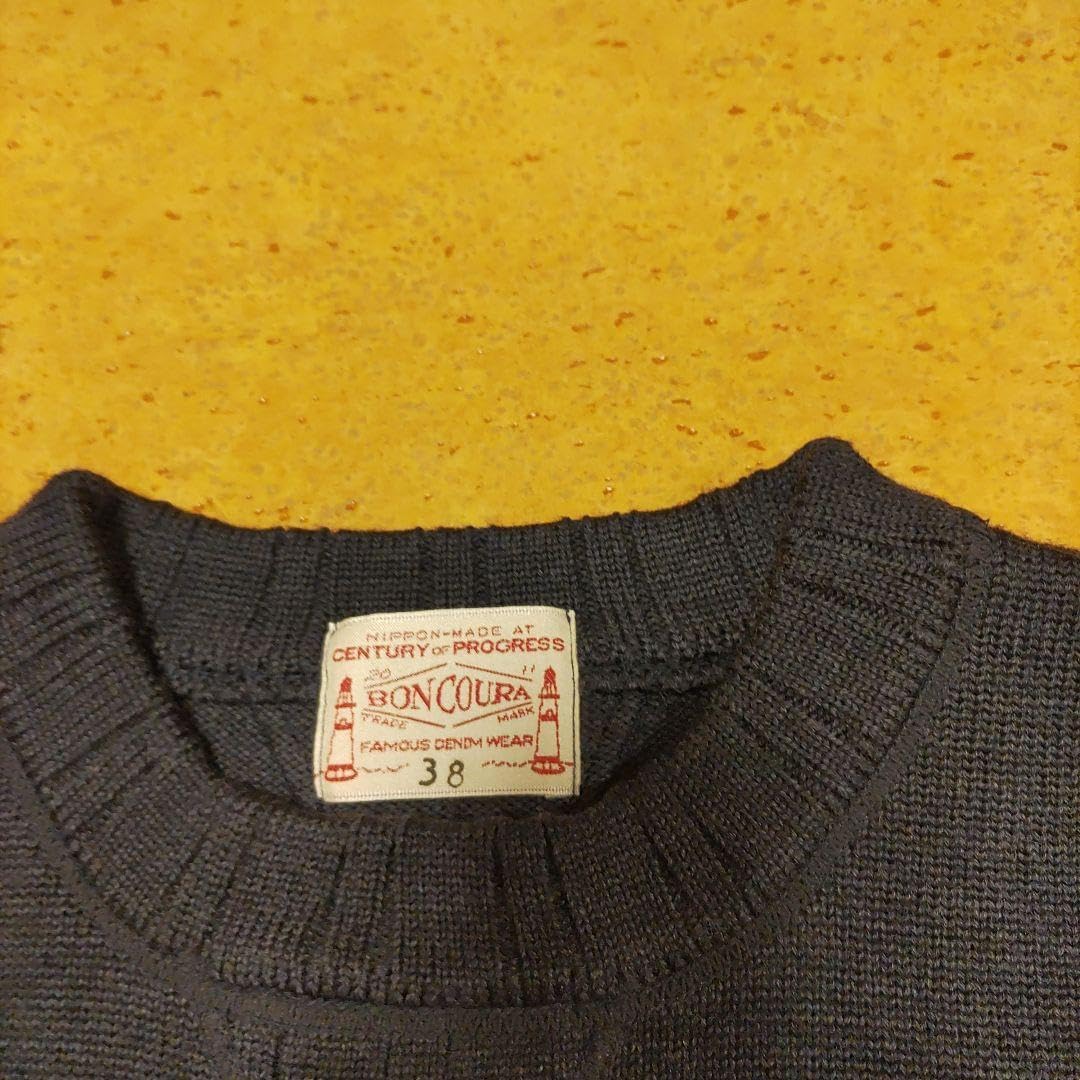 NIPPON-MADE AT
CENTURY OF PROGRESS
20 11
BONCOURA
TRADE MARK
FAMOUS DENIM WEAR
38